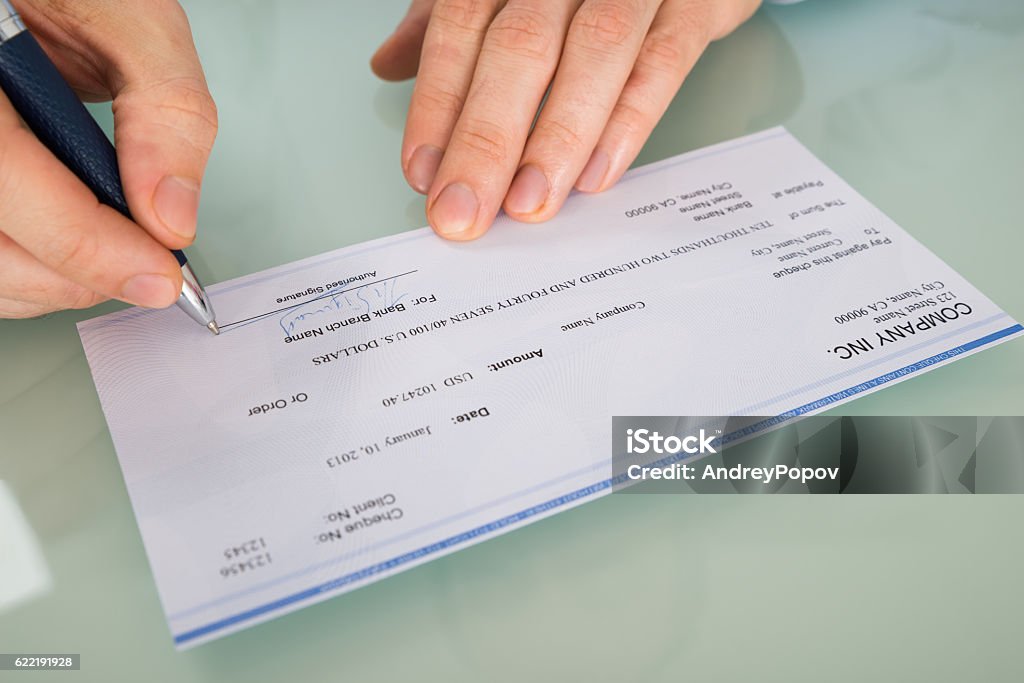 COMPANY INC.
123 Street Name
City Name, CA 90000
Cheque No: 123456
Client No: 12345
Date: January 10, 2013
Pay against this cheque
To Current Name
Street Name, City
Company Name
Or Order
Amount: USD 10247.40
The Sum of TEN THOUTHANDS TWO HUNDRED AND FOURTY SEVEN 40/100 U.S. DOLLARS
Payable at
Bank Name
Street Name
City Name, CA 90000
For: Bank Branch Name
Authorised Signature
iStock™
Credit: AndreyPopov
622191928